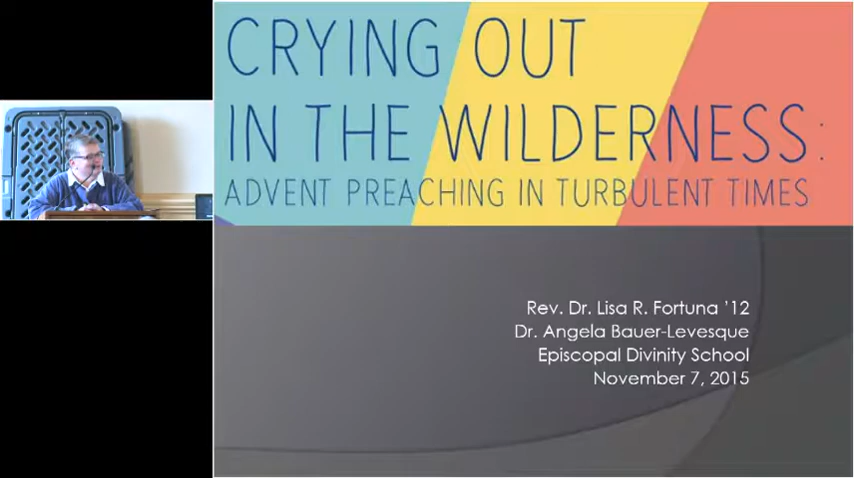 CRYING OUT
IN THE WILDERNESS:
ADVENT PREACHING IN TURBULENT TIMES
Rev. Dr. Lisa R. Fortuna ’12
Dr. Angela Bauer-Levesque
Episcopal Divinity School
November 7, 2015